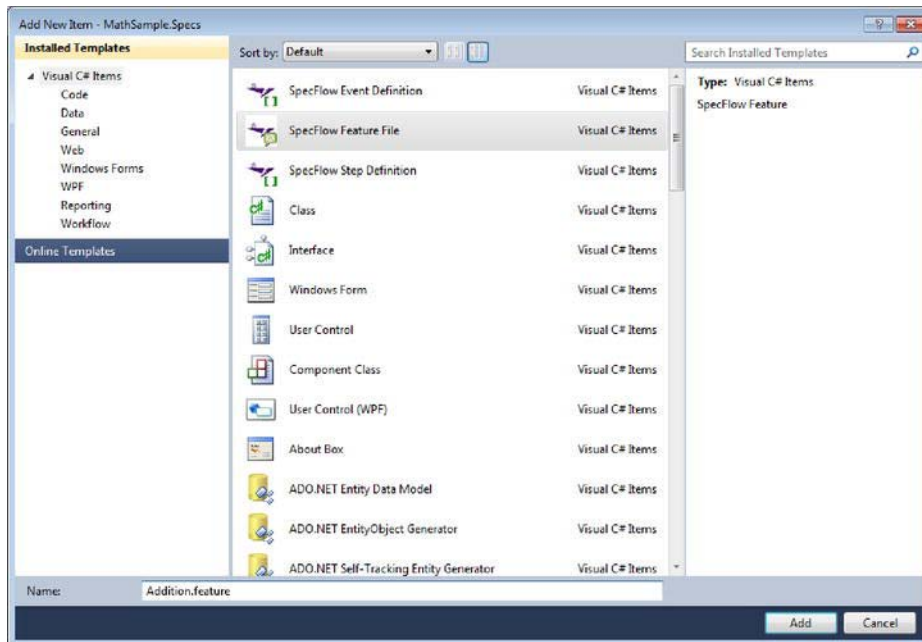 Add New Item - MathSample.Specs
Installed Templates
Visual C# Items
Code
Data
General
Web
Windows Forms
WPF
Reporting
Workflow
Online Templates
Sort by: Default
SpecFlow Event Definition Visual C# Items
SpecFlow Feature File Visual C# Items
SpecFlow Step Definition Visual C# Items
Class Visual C# Items
Interface Visual C# Items
Windows Form Visual C# Items
User Control Visual C# Items
Component Class Visual C# Items
User Control (WPF) Visual C# Items
About Box Visual C# Items
ADO.NET Entity Data Model Visual C# Items
ADO.NET EntityObject Generator Visual C# Items
ADO.NET Self-Tracking Entity Generator Visual C# Items
Search Installed Templates
Type: Visual C# Items
SpecFlow Feature
Name: Addition.feature
Add Cancel